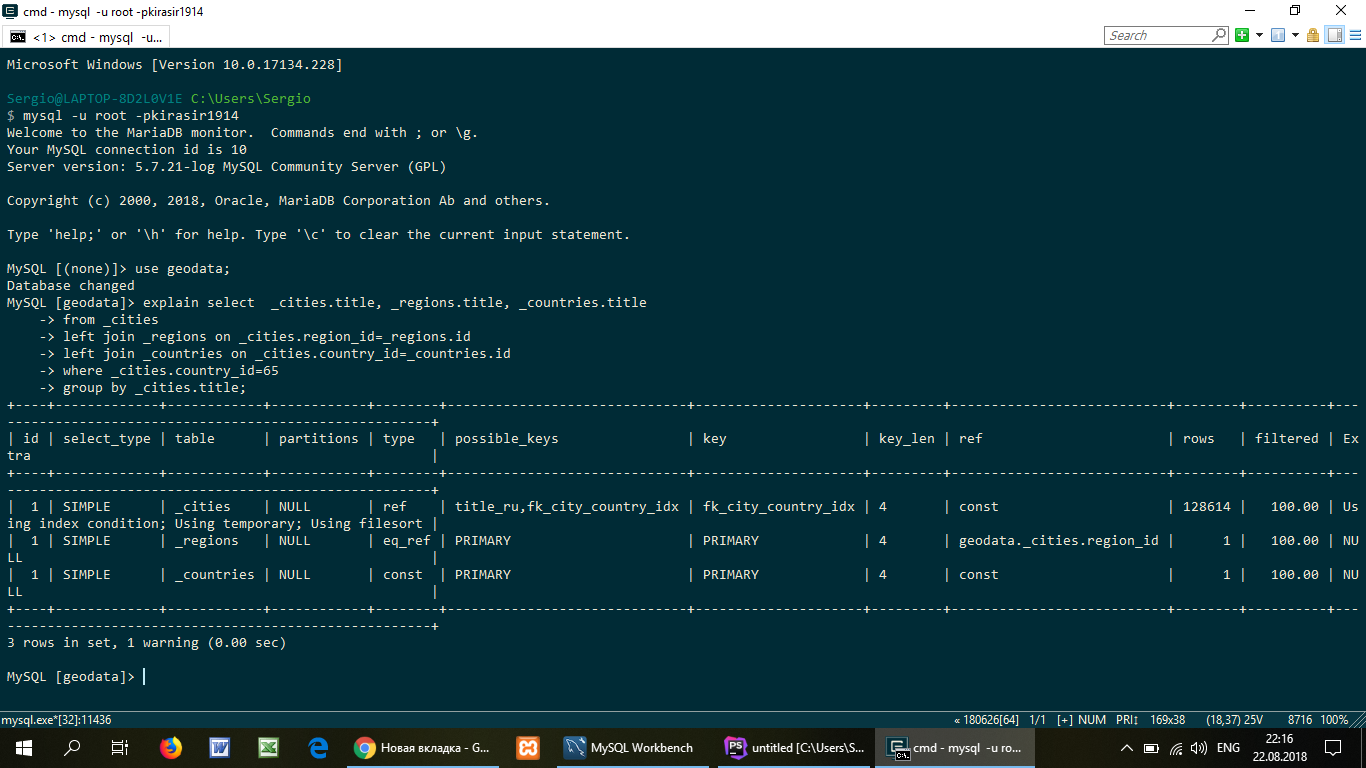 cmd - mysql  -u root -pkirasir1914
<1> cmd - mysql  -u...
Search
Microsoft Windows [Version 10.0.17134.228]
Sergio@LAPTOP-8D2L0V1E C:\Users\Sergio
$ mysql -u root -pkirasir1914
Welcome to the MariaDB monitor.  Commands end with ; or \g.
Your MySQL connection id is 10
Server version: 5.7.21-log MySQL Community Server (GPL)
Copyright (c) 2000, 2018, Oracle, MariaDB Corporation Ab and others.
Type 'help;' or '\h' for help. Type '\c' to clear the current input statement.
MySQL [(none)]> use geodata;
Database changed
MySQL [geodata]> explain select  _cities.title, _regions.title, _countries.title
    -> from _cities
    -> left join _regions on _cities.region_id=_regions.id
    -> left join _countries on _cities.country_id=_countries.id
    -> where _cities.country_id=65
    -> group by _cities.title;
+----+-------------+------------+------------+--------+------------------------------+---------------------+---------+---------------------------+--------+----------+---
-----------------------------------------------------+
| id | select_type | table      | partitions | type   | possible_keys                | key                 | key_len | ref                       | rows   | filtered | Ex
tra                                                  |
+----+-------------+------------+------------+--------+------------------------------+---------------------+---------+---------------------------+--------+----------+---
-----------------------------------------------------+
|  1 | SIMPLE      | _cities    | NULL       | ref    | title_ru,fk_city_country_idx | fk_city_country_idx | 4       | const                     | 128614 |   100.00 | Us
ing index condition; Using temporary; Using filesort |
|  1 | SIMPLE      | _regions   | NULL       | eq_ref | PRIMARY                      | PRIMARY             | 4       | geodata._cities.region_id |      1 |   100.00 | NU
LL                                                   |
|  1 | SIMPLE      | _countries | NULL       | const  | PRIMARY                      | PRIMARY             | 4       | const                     |      1 |   100.00 | NU
LL                                                   |
+----+-------------+------------+------------+--------+------------------------------+---------------------+---------+---------------------------+--------+----------+---
-----------------------------------------------------+
3 rows in set, 1 warning (0.00 sec)
MySQL [geodata]>
mysql.exe*[32]:11436 « 180626[64] 1/1 [+] NUM PRI↕ 169x38 (18,37) 25V 8716 100%
Новая вкладка - G... MySQL Workbench untitled [C:\Users\S... cmd - mysql  -u ro... ENG 22:16
22.08.2018